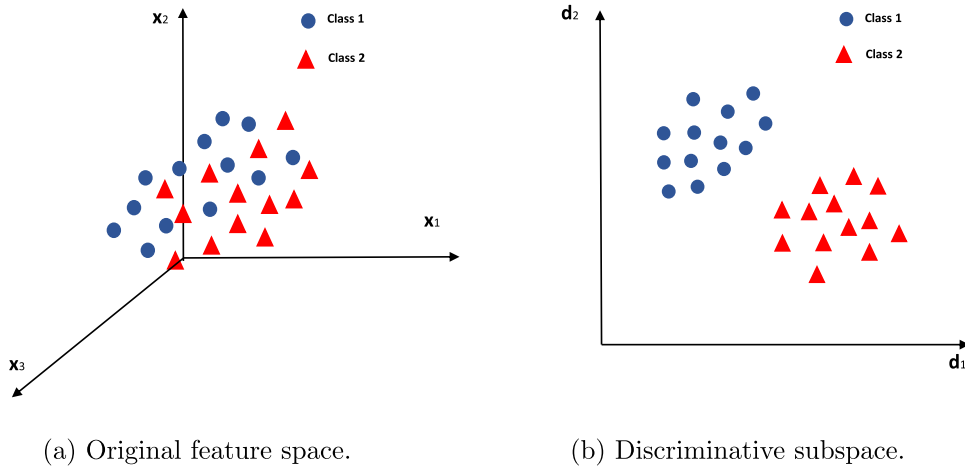 x2
Class 1
Class 2
x1
x3
(a) Original feature space.
d2
Class 1
Class 2
d1
(b) Discriminative subspace.